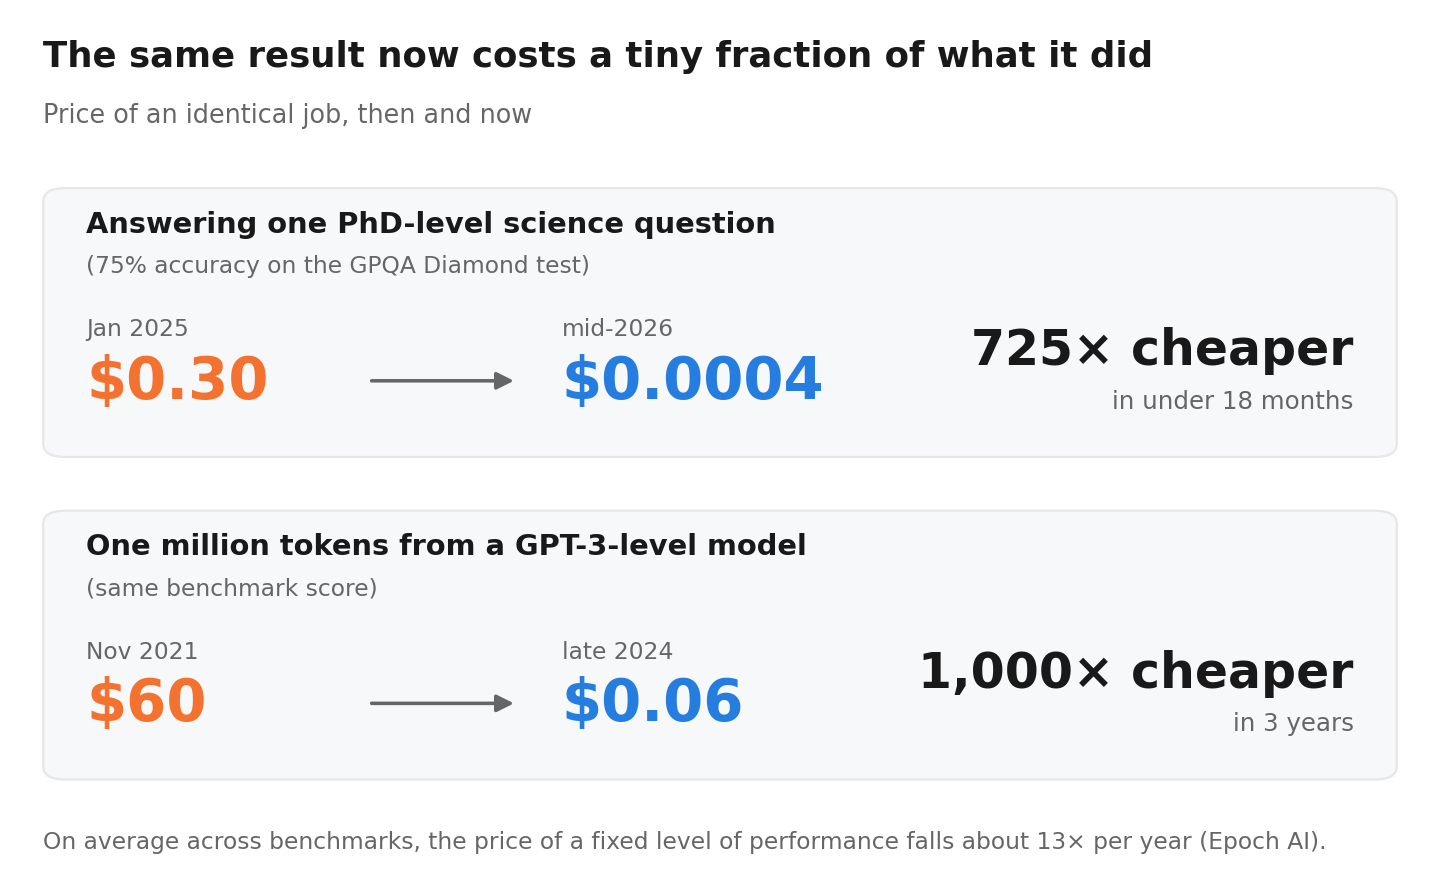 The same result now costs a tiny fraction of what it did
Price of an identical job, then and now
Answering one PhD-level science question
(75% accuracy on the GPQA Diamond test)
Jan 2025
$0.30
mid-2026
$0.0004
725× cheaper
in under 18 months
One million tokens from a GPT-3-level model
(same benchmark score)
Nov 2021
$60
late 2024
$0.06
1,000× cheaper
in 3 years
On average across benchmarks, the price of a fixed level of performance falls about 13× per year (Epoch AI).